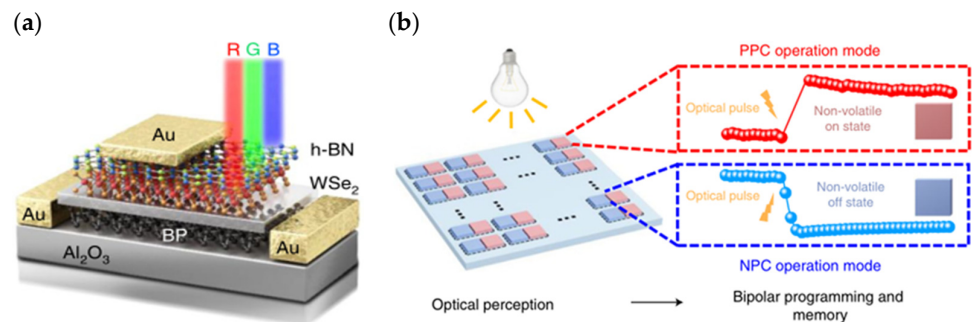 (a)
R G B
Au
h-BN
WSe₂
Au
BP
Au
Al₂O₃
(b)
PPC operation mode
Optical pulse
Non-volatile
on state
...
...
Optical pulse
Non-volatile
off state
...
...
NPC operation mode
Optical perception
Bipolar programming and
memory